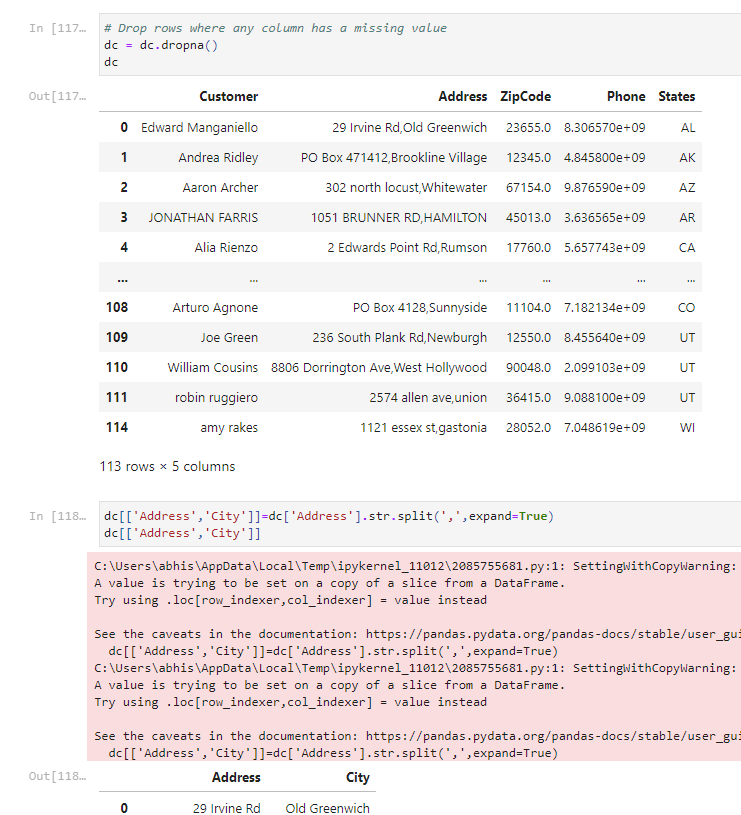 In [117… # Drop rows where any column has a missing value
dc = dc.dropna()
dc
Out[117… Customer Address ZipCode Phone States
0 Edward Manganiello 29 Irvine Rd,Old Greenwich 23655.0 8.306570e+09 AL
1 Andrea Ridley PO Box 471412,Brookline Village 12345.0 4.845800e+09 AK
2 Aaron Archer 302 north locust,Whitewater 67154.0 9.876590e+09 AZ
3 JONATHAN FARRIS 1051 BRUNNER RD,HAMILTON 45013.0 3.636565e+09 AR
4 Alia Rienzo 2 Edwards Point Rd,Rumson 17760.0 5.657743e+09 CA
... ... ... ... ... ...
108 Arturo Agnone PO Box 4128,Sunnyside 11104.0 7.182134e+09 CO
109 Joe Green 236 South Plank Rd,Newburgh 12550.0 8.455640e+09 UT
110 William Cousins 8806 Dorrington Ave,West Hollywood 90048.0 2.099103e+09 UT
111 robin ruggiero 2574 allen ave,union 36415.0 9.088100e+09 UT
114 amy rakes 1121 essex st,gastonia 28052.0 7.048619e+09 WI
113 rows × 5 columns
In [118… dc[['Address','City']]=dc['Address'].str.split(',',expand=True)
dc[['Address','City']]
C:\Users\abhis\AppData\Local\Temp\ipykernel_11012\2085755681.py:1: SettingWithCopyWarning:
A value is trying to be set on a copy of a slice from a DataFrame.
Try using .loc[row_indexer,col_indexer] = value instead
See the caveats in the documentation: https://pandas.pydata.org/pandas-docs/stable/user_gui
dc[['Address','City']]=dc['Address'].str.split(',',expand=True)
C:\Users\abhis\AppData\Local\Temp\ipykernel_11012\2085755681.py:1: SettingWithCopyWarning:
A value is trying to be set on a copy of a slice from a DataFrame.
Try using .loc[row_indexer,col_indexer] = value instead
See the caveats in the documentation: https://pandas.pydata.org/pandas-docs/stable/user_gui
dc[['Address','City']]=dc['Address'].str.split(',',expand=True)
Out[118… Address City
0 29 Irvine Rd Old Greenwich